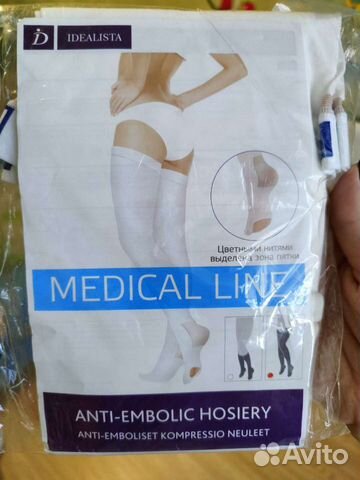 ID
IDEALISTA
Цветными нитями
выделена зона пятки
MEDICAL LINE
ANTI-EMBOLIC HOSIERY
ANTI-EMBOLISET KOMPRESSIO NEULEET
Avito